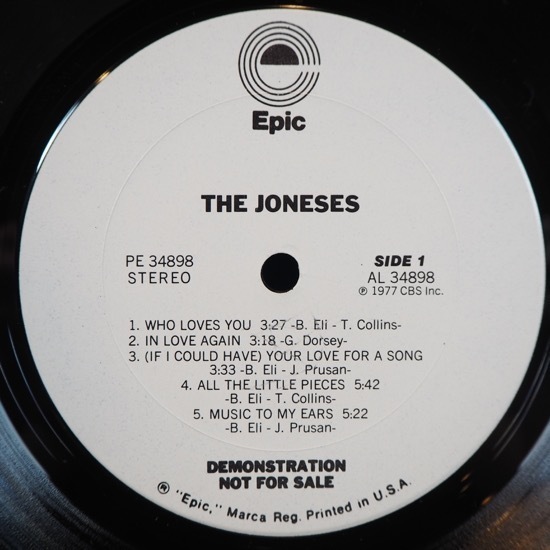 Epic
THE JONESES
PE 34898
STEREO
SIDE 1
AL 34898
℗ 1977 CBS Inc.
1. WHO LOVES YOU 3:27 -B. Eli - T. Collins-
2. IN LOVE AGAIN 3:18 -G. Dorsey-
3. (IF I COULD HAVE) YOUR LOVE FOR A SONG
3:33 -B. Eli - J. Prusan-
4. ALL THE LITTLE PIECES 5:42
-B. Eli - T. Collins-
5. MUSIC TO MY EARS 5:22
-B. Eli - J. Prusan-
DEMONSTRATION
NOT FOR SALE
® "Epic," Marca Reg. Printed in U.S.A.